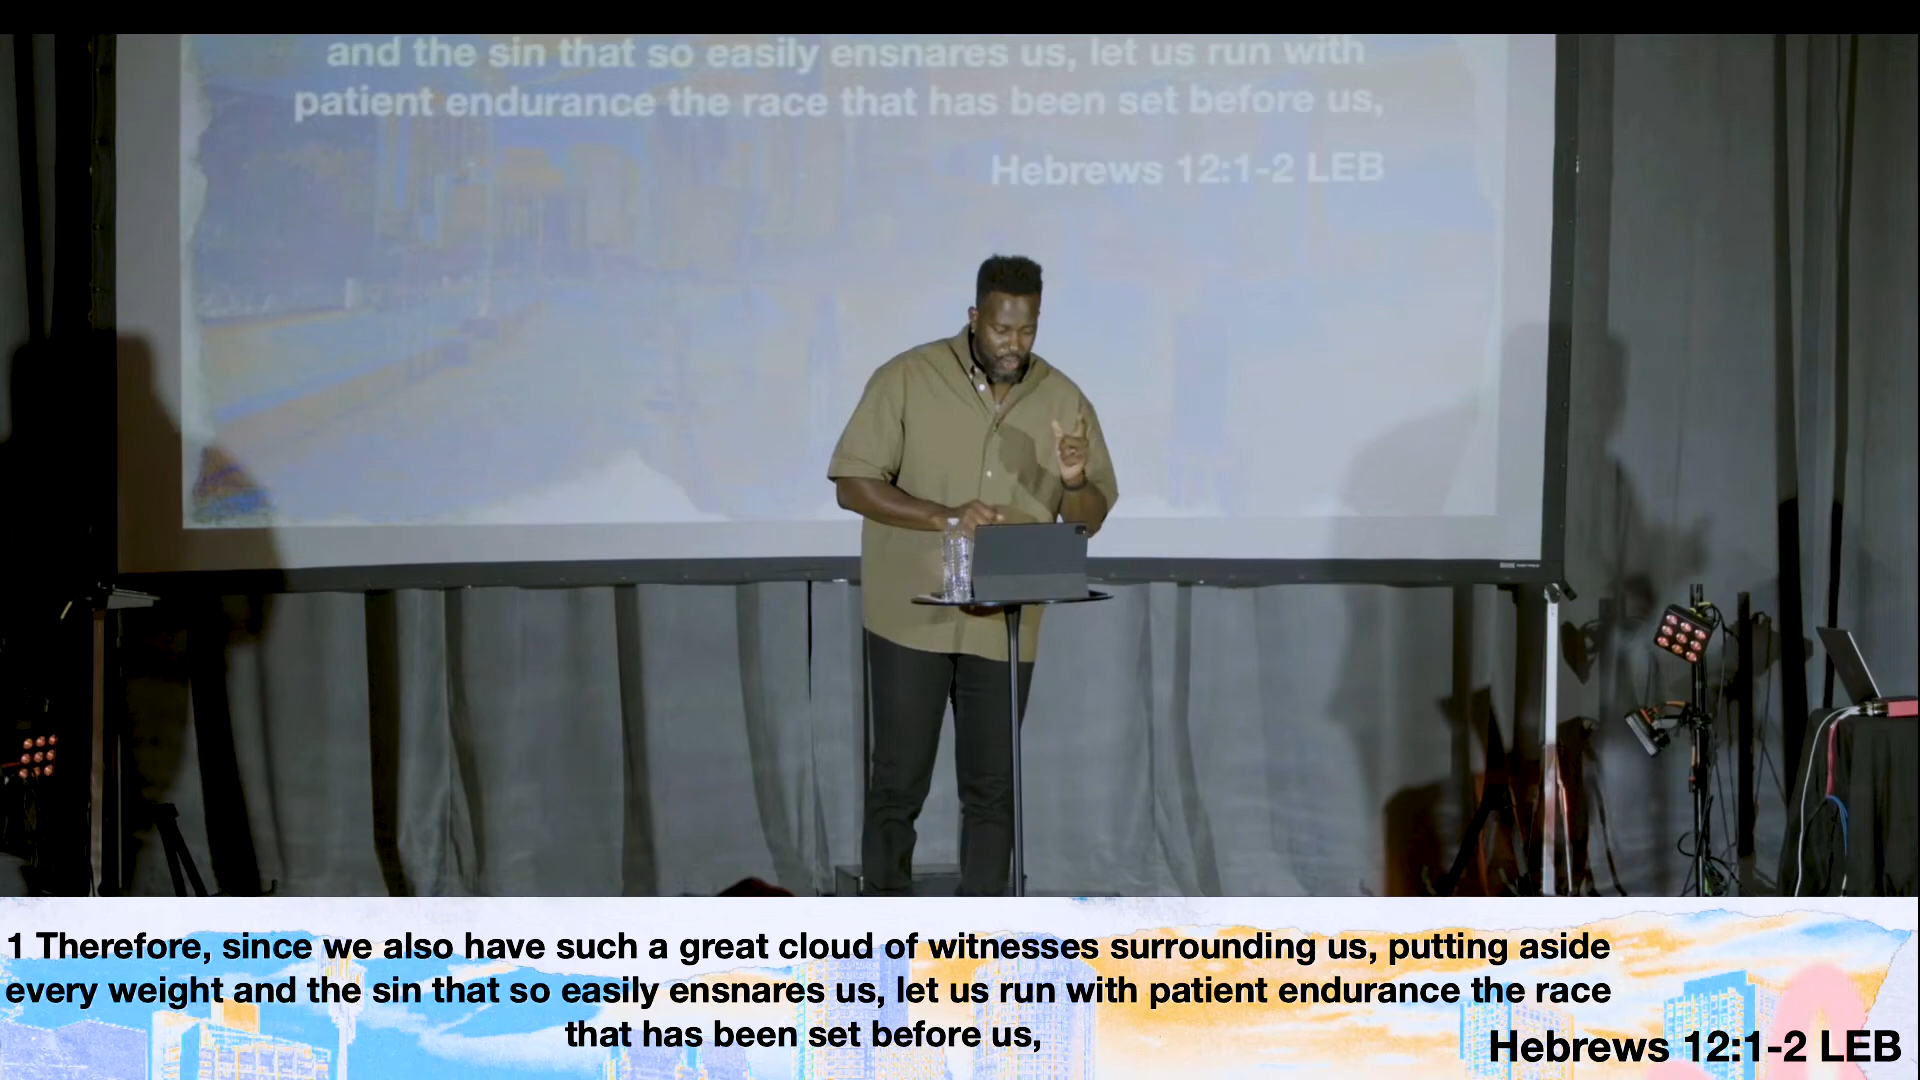 and the sin that so easily ensnares us, let us run with
patient endurance the race that has been set before us,
Hebrews 12:1-2 LEB
1 Therefore, since we also have such a great cloud of witnesses surrounding us, putting aside
every weight and the sin that so easily ensnares us, let us run with patient endurance the race
that has been set before us,
Hebrews 12:1-2 LEB